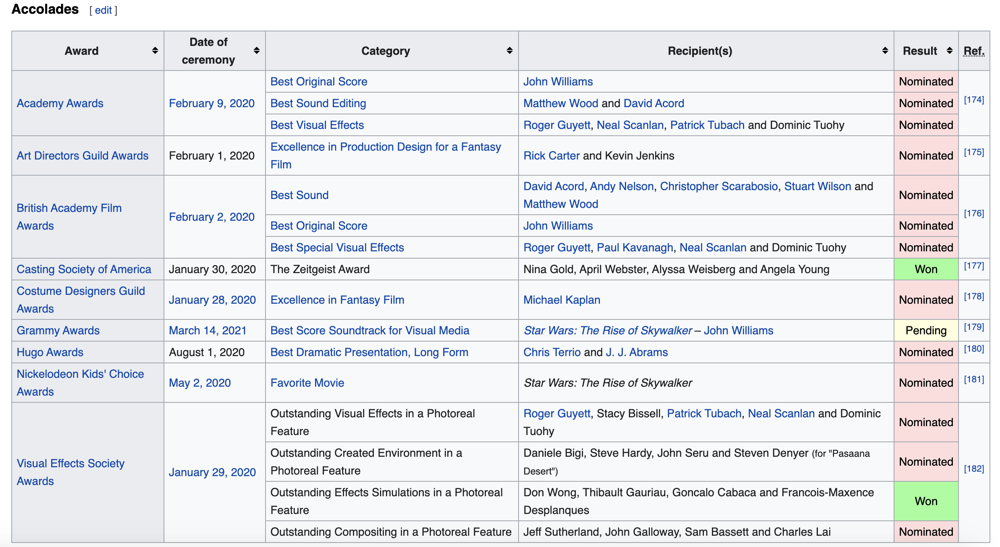 Accolades [ edit ]
Award
Date of
ceremony
Category
Recipient(s)
Result
Ref.
Academy Awards
February 9, 2020
Best Original Score
John Williams
Nominated
[174]
Best Sound Editing
Matthew Wood and David Acord
Nominated
Best Visual Effects
Roger Guyett, Neal Scanlan, Patrick Tubach and Dominic Tuohy
Nominated
Art Directors Guild Awards
February 1, 2020
Excellence in Production Design for a Fantasy
Film
Rick Carter and Kevin Jenkins
Nominated
[175]
British Academy Film
Awards
February 2, 2020
Best Sound
David Acord, Andy Nelson, Christopher Scarabosio, Stuart Wilson and
Matthew Wood
Nominated
[176]
Best Original Score
John Williams
Nominated
Best Special Visual Effects
Roger Guyett, Paul Kavanagh, Neal Scanlan and Dominic Tuohy
Nominated
Casting Society of America
January 30, 2020
The Zeitgeist Award
Nina Gold, April Webster, Alyssa Weisberg and Angela Young
Won
[177]
Costume Designers Guild
Awards
January 28, 2020
Excellence in Fantasy Film
Michael Kaplan
Nominated
[178]
Grammy Awards
March 14, 2021
Best Score Soundtrack for Visual Media
Star Wars: The Rise of Skywalker – John Williams
Pending
[179]
Hugo Awards
August 1, 2020
Best Dramatic Presentation, Long Form
Chris Terrio and J. J. Abrams
Nominated
[180]
Nickelodeon Kids' Choice
Awards
May 2, 2020
Favorite Movie
Star Wars: The Rise of Skywalker
Nominated
[181]
Visual Effects Society
Awards
January 29, 2020
Outstanding Visual Effects in a Photoreal
Feature
Roger Guyett, Stacy Bissell, Patrick Tubach, Neal Scanlan and Dominic
Tuohy
Nominated
[182]
Outstanding Created Environment in a
Photoreal Feature
Daniele Bigi, Steve Hardy, John Seru and Steven Denyer (for "Pasaana
Desert")
Nominated
Outstanding Effects Simulations in a Photoreal
Feature
Don Wong, Thibault Gauriau, Goncalo Cabaca and Francois-Maxence
Desplanques
Won
Outstanding Compositing in a Photoreal Feature
Jeff Sutherland, John Galloway, Sam Bassett and Charles Lai
Nominated